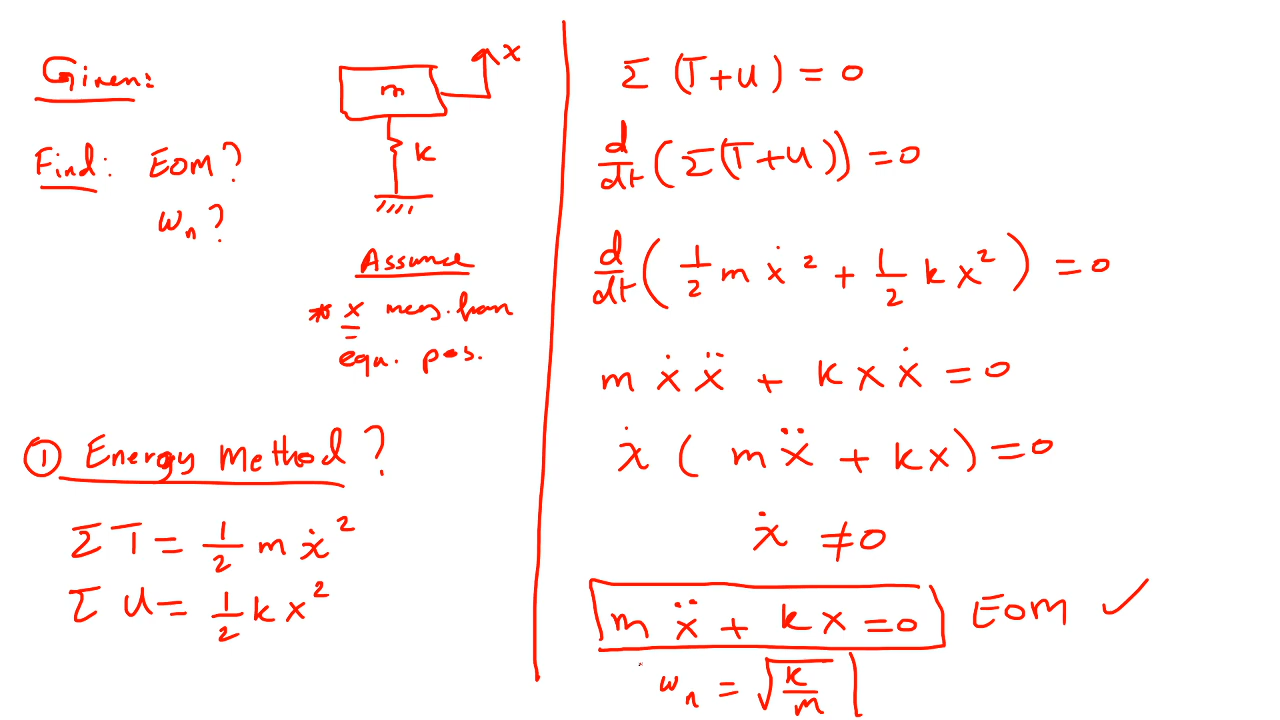 Given:
m
x
k
Find: EOM?
ωn?
Assume
* x meas. from
equ. pos.
① Energy Method?
ΣT = 1/2 m ẋ²
Σ U = 1/2 k x²
Σ (T+U) = 0
d/dt (Σ(T+U)) = 0
d/dt (1/2 m ẋ² + 1/2 k x²) = 0
m ẋ ẍ + k x ẋ = 0
ẋ ( m ẍ + k x) = 0
ẋ ≠ 0
m ẍ + k x = 0 EOM ✓
ωn = √(k/m)